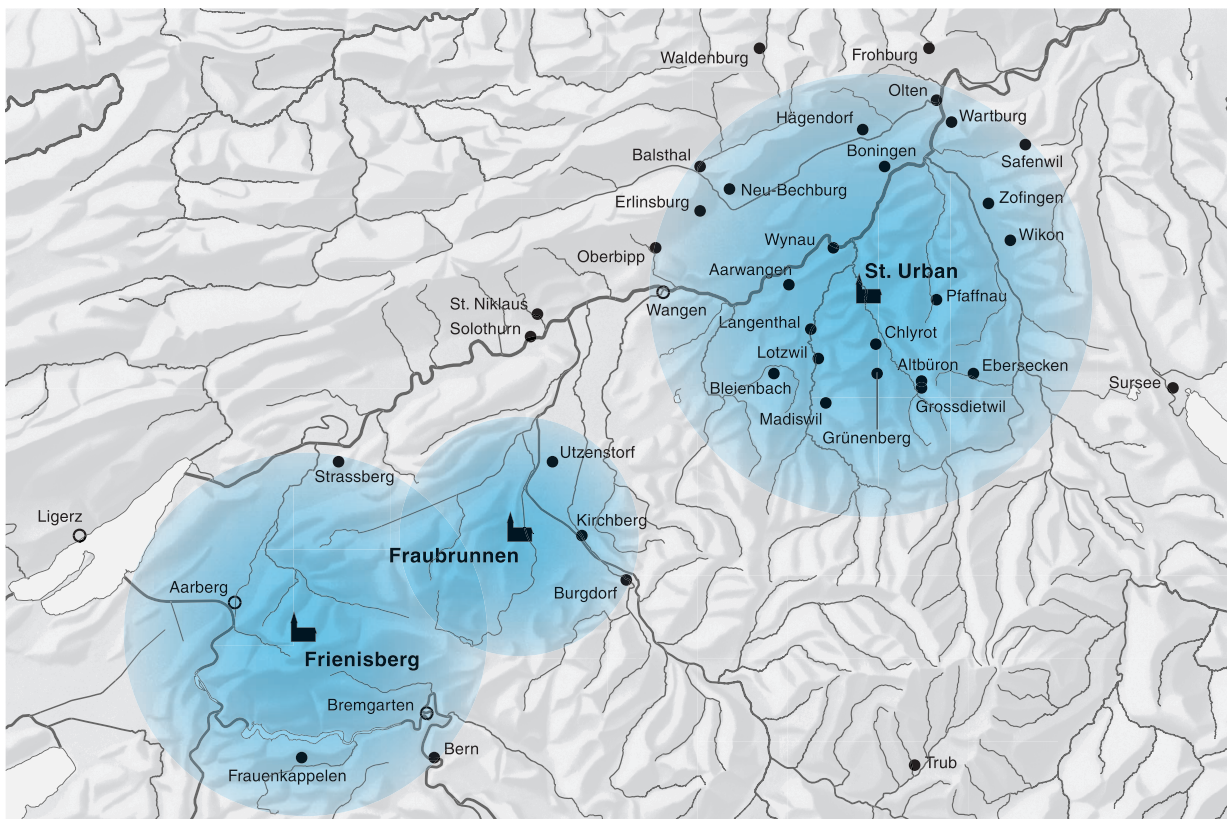 Waldenburg
Frohburg
Olten
Hägendorf
Wartburg
Balsthal
Boningen
Safenwil
Neu-Bechburg
Erlinsburg
Zofingen
Wynau
Wikon
Oberbipp
Aarwangen
St. Urban
St. Niklaus
Wangen
Pfaffnau
Solothurn
Langenthal
Chlyrot
Lotzwil
Altbüron
Ebersecken
Bleienbach
Sursee
Madiswil
Grossdietwil
Grünenberg
Utzenstorf
Strassberg
Ligerz
Kirchberg
Fraubrunnen
Aarberg
Burgdorf
Frienisberg
Bremgarten
Bern
Frauenkappelen
Trub